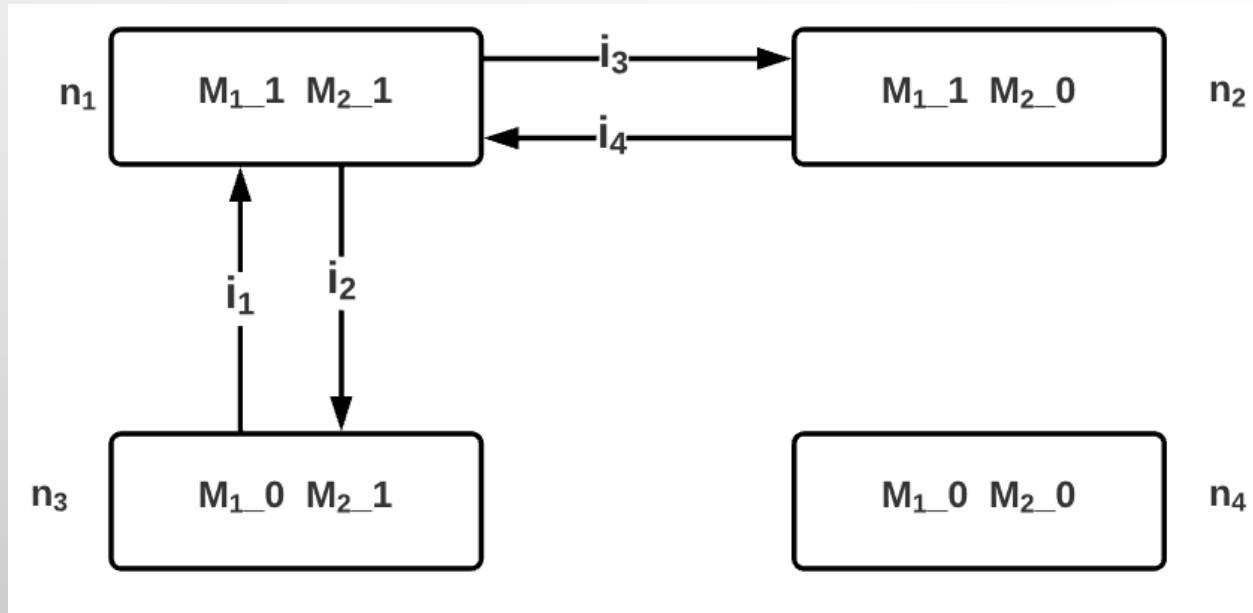 i₃
n₁ M₁_1 M₂_1 M₁_1 M₂_0 n₂
i₄
i₁ i₂
n₃ M₁_0 M₂_1 M₁_0 M₂_0 n₄